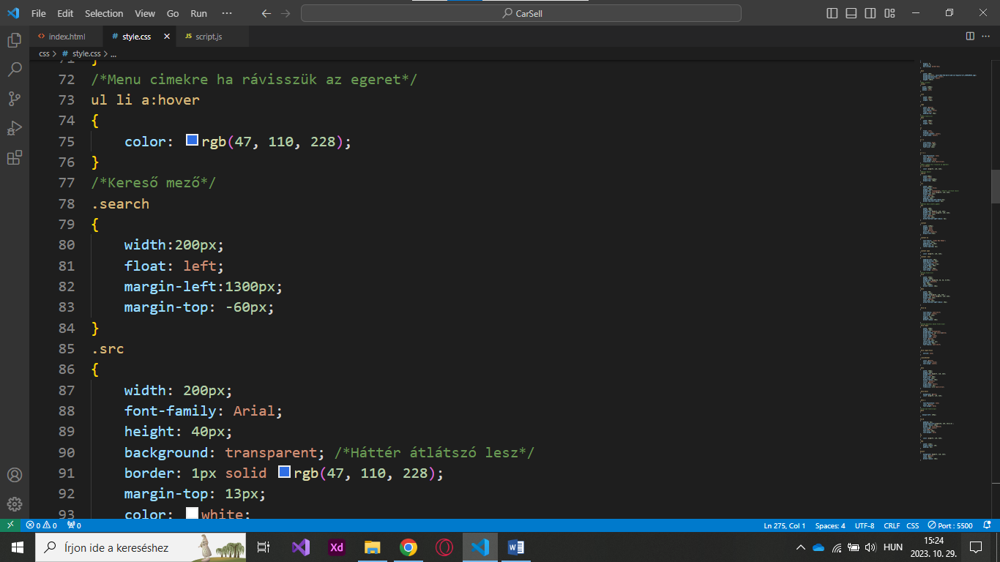 File Edit Selection View Go Run ··· CarSell
index.html # style.css JS script.js
css > # style.css > ...
71 }
72 /*Menu cimekre ha rávisszük az egeret*/
73 ul li a:hover
74 {
75 color: rgb(47, 110, 228);
76 }
77 /*Kereső mező*/
78 .search
79 {
80 width:200px;
81 float: left;
82 margin-left:1300px;
83 margin-top: -60px;
84 }
85 .src
86 {
87 width: 200px;
88 font-family: Arial;
89 height: 40px;
90 background: transparent; /*Háttér átlátszó lesz*/
91 border: 1px solid rgb(47, 110, 228);
92 margin-top: 13px;
93 color: white;
0 0 0 Ln 275, Col 1 Spaces: 4 UTF-8 CRLF CSS Port : 5500
Írjon ide a kereséshez Xd W HUN 15:24
2023. 10. 29.